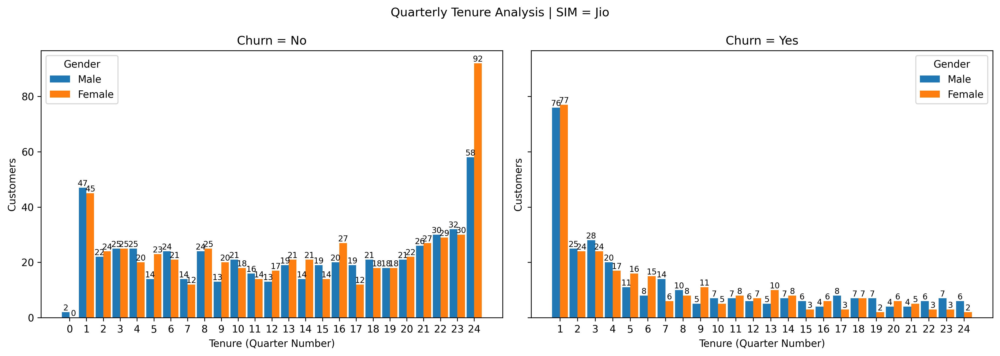 Quarterly Tenure Analysis | SIM = Jio
Churn = No
Gender
Male
Female
Customers
80
60
40
20
0
2 0 47 45 22 24 25 25 25 20 14 23 24 21 14 12 24 25 13 20 21 18 16 14 13 17 19 21 14 21 19 14 20 27 19 12 21 18 18 18 21 22 26 27 30 29 32 30 58 92
0 1 2 3 4 5 6 7 8 9 10 11 12 13 14 15 16 17 18 19 20 21 22 23 24
Tenure (Quarter Number)
Churn = Yes
Gender
Male
Female
Customers
76 77 25 24 28 24 20 17 11 16 8 15 14 6 10 8 5 11 7 5 7 8 6 7 5 10 7 8 6 3 4 6 8 3 7 7 7 2 4 6 4 5 6 3 7 3 6 2
1 2 3 4 5 6 7 8 9 10 11 12 13 14 15 16 17 18 19 20 21 22 23 24
Tenure (Quarter Number)